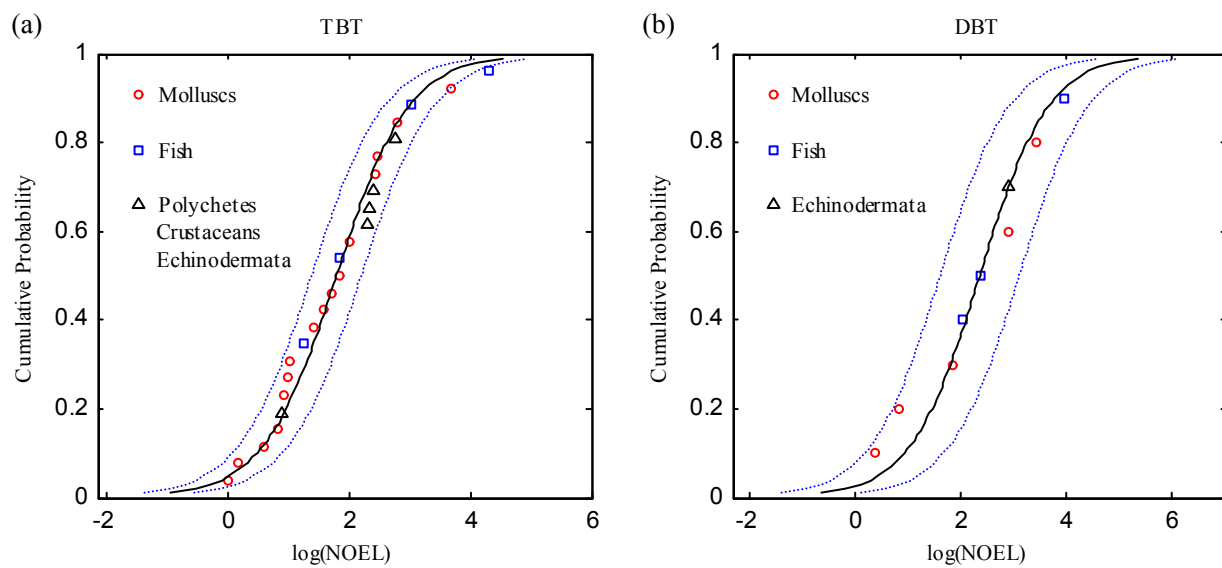 (a)
TBT
Molluscs
Fish
Polychetes
Crustaceans
Echinodermata
Cumulative Probability
1
0.8
0.6
0.4
0.2
0
-2
0
2
4
6
log(NOEL)
(b)
DBT
Molluscs
Fish
Echinodermata
Cumulative Probability
1
0.8
0.6
0.4
0.2
0
-2
0
2
4
6
log(NOEL)